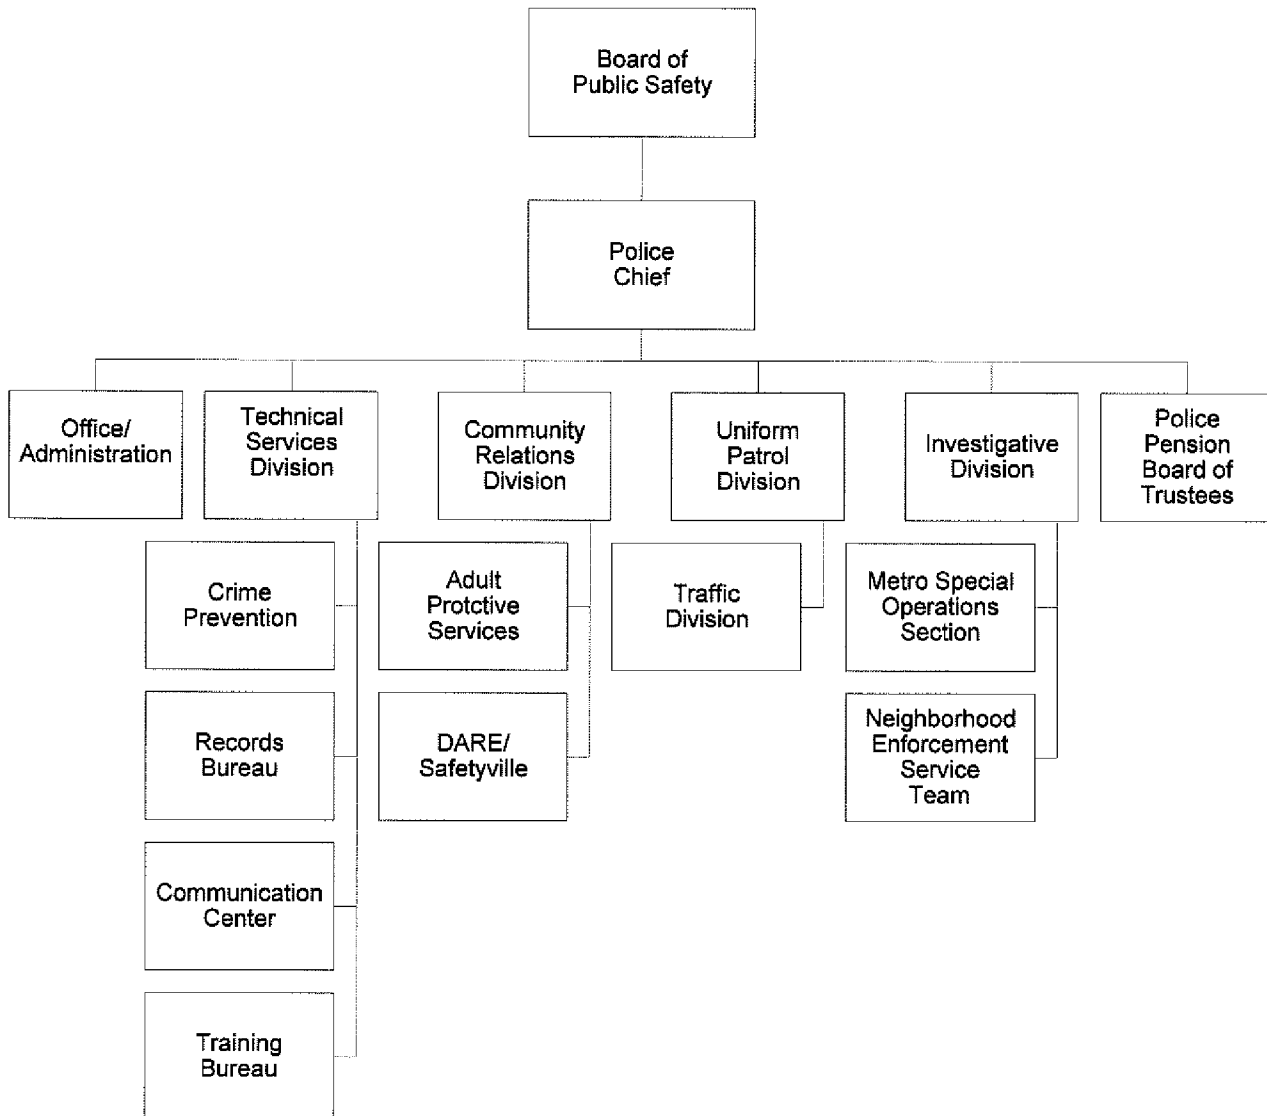 Board of
Public Safety
Police
Chief
Office/
Administration
Technical
Services
Division
Community
Relations
Division
Uniform
Patrol
Division
Investigative
Division
Police
Pension
Board of
Trustees
Crime
Prevention
Adult
Protctive
Services
Traffic
Division
Metro Special
Operations
Section
Records
Bureau
DARE/
Safetyville
Neighborhood
Enforcement
Service
Team
Communication
Center
Training
Bureau